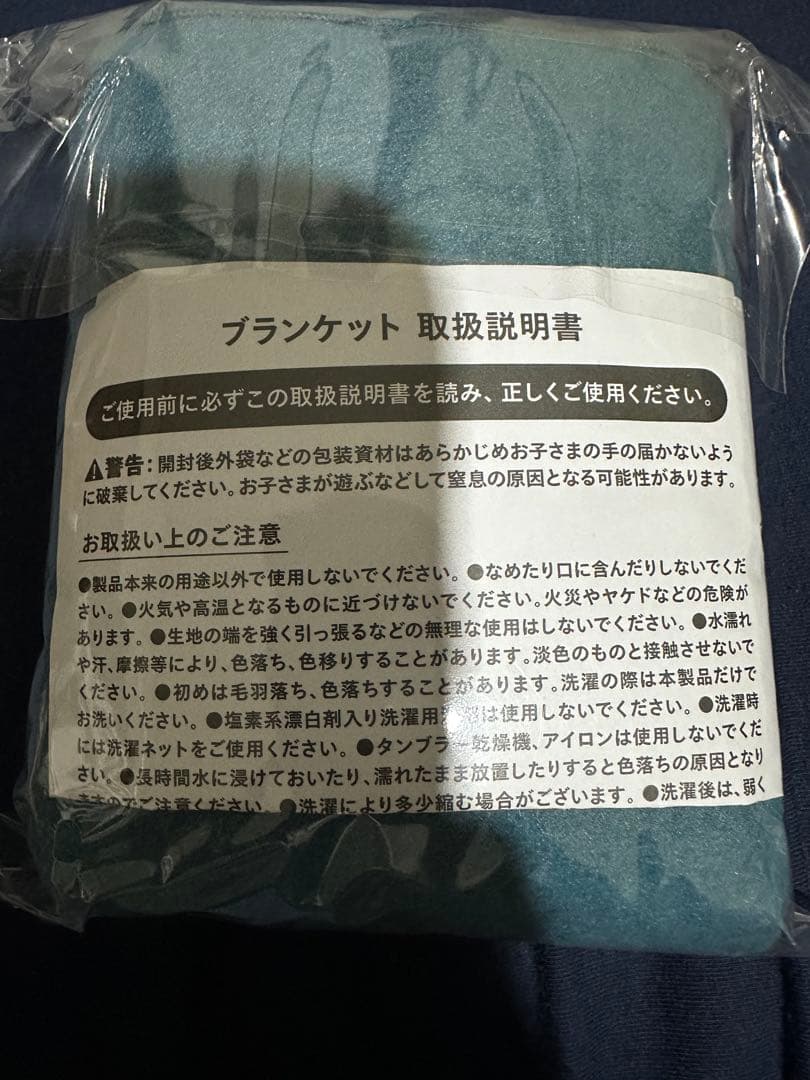 ブランケット 取扱説明書
ご使用前に必ずこの取扱説明書を読み、正しくご使用ください。
警告：開封後外袋などの包装資材はあらかじめお子さまの手の届かないよう
に破棄してください。お子さまが遊ぶなどして窒息の原因となる可能性があります。
お取扱い上のご注意
●製品本来の用途以外で使用しないでください。●なめたり口に含んだりしないでくだ
さい。●火気や高温となるものに近づけないでください。火災やヤケドなどの危険が
あります。●生地の端を強く引っ張るなどの無理な使用はしないでください。●水濡れ
や汗、摩擦等により、色落ち、色移りすることがあります。淡色のものと接触させないで
ください。●初めは毛羽落ち、色落ちすることがあります。洗濯の際は本製品だけで
お洗いください。●塩素系漂白剤入り洗濯用 は使用しないでください。●洗濯時
には洗濯ネットをご使用ください。●タンブラー乾燥機、アイロンは使用しないでくだ
さい。●長時間水に浸けておいたり、濡れたまま放置したりすると色落ちの原因となり
ますのでご注意ください。●洗濯により多少縮む場合がございます。●洗濯後は、弱く